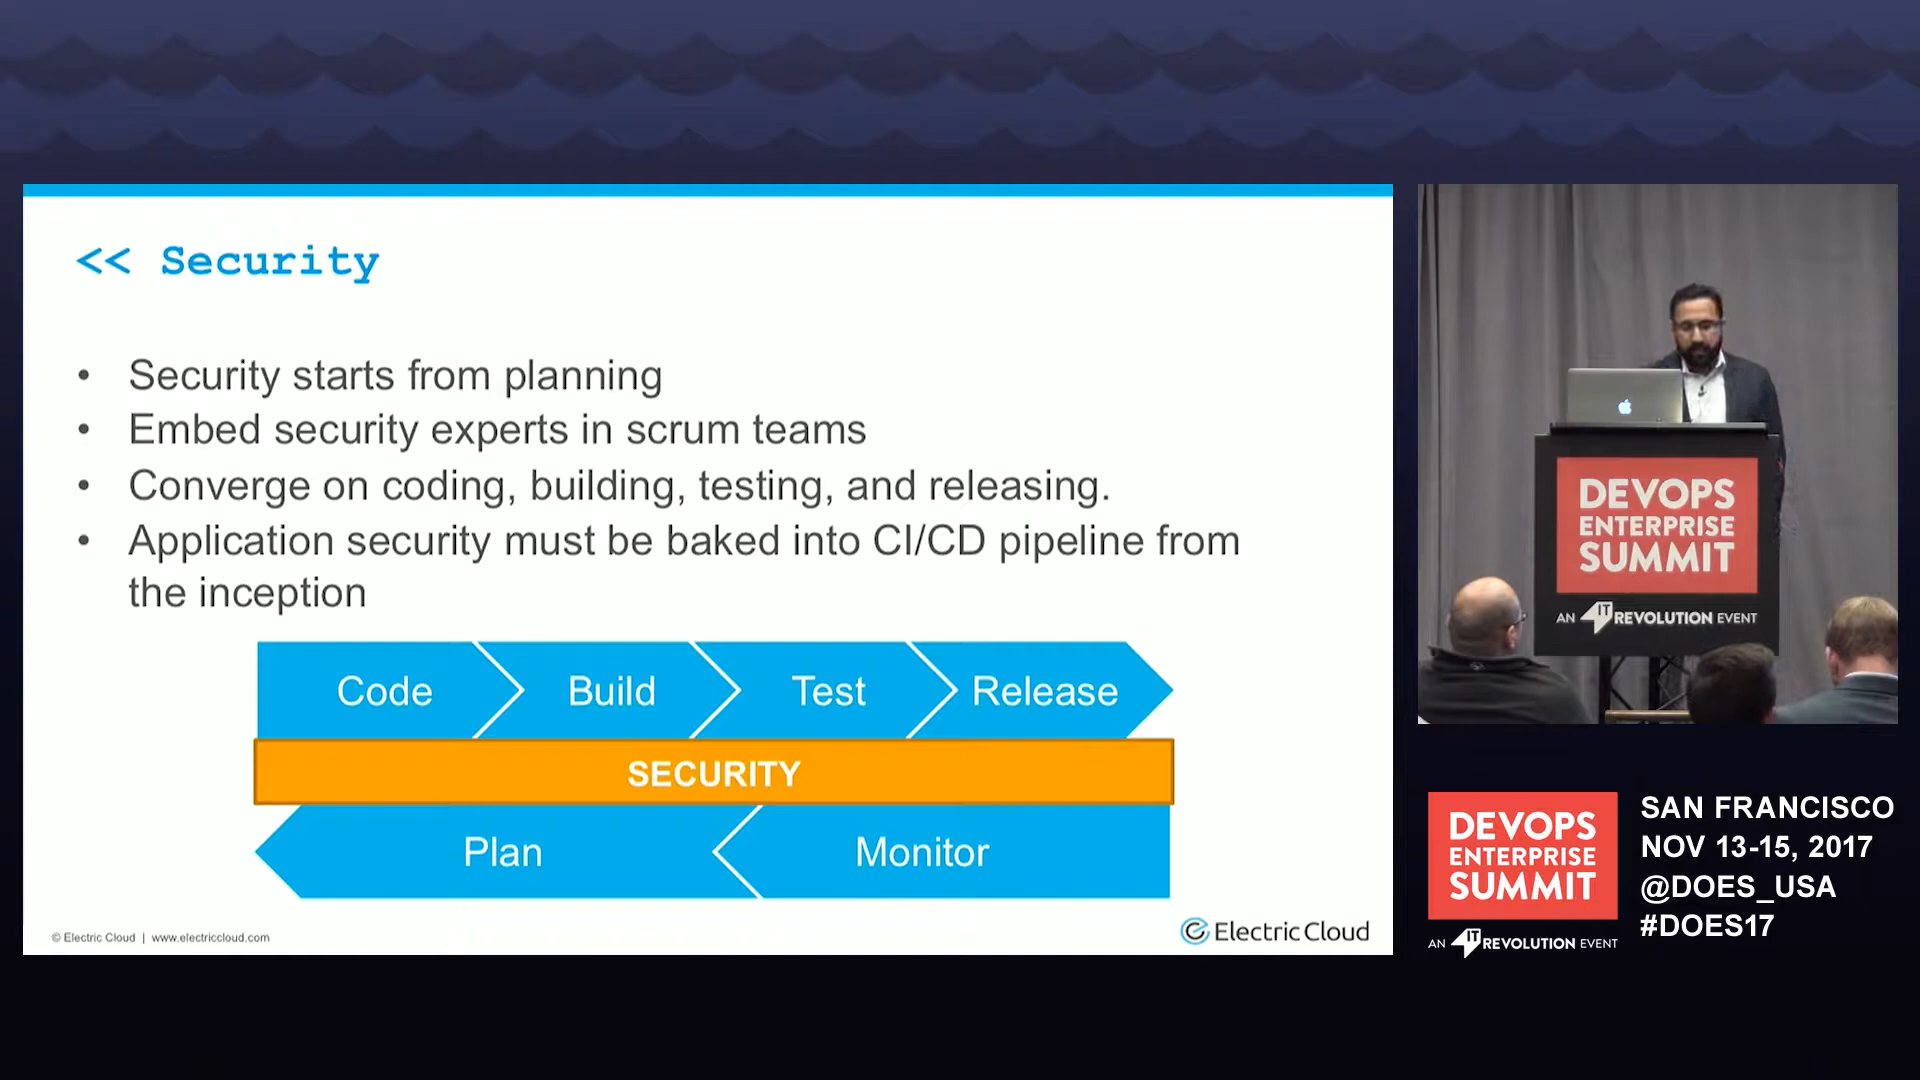 << Security
• Security starts from planning
• Embed security experts in scrum teams
• Converge on coding, building, testing, and releasing.
• Application security must be baked into CI/CD pipeline from
the inception
Code Build Test Release
SECURITY
Plan Monitor
© Electric Cloud | www.electriccloud.com
Electric Cloud
DEVOPS
ENTERPRISE
SUMMIT
AN IT REVOLUTION EVENT
DEVOPS
ENTERPRISE
SUMMIT
AN IT REVOLUTION EVENT
SAN FRANCISCO
NOV 13-15, 2017
@DOES_USA
#DOES17